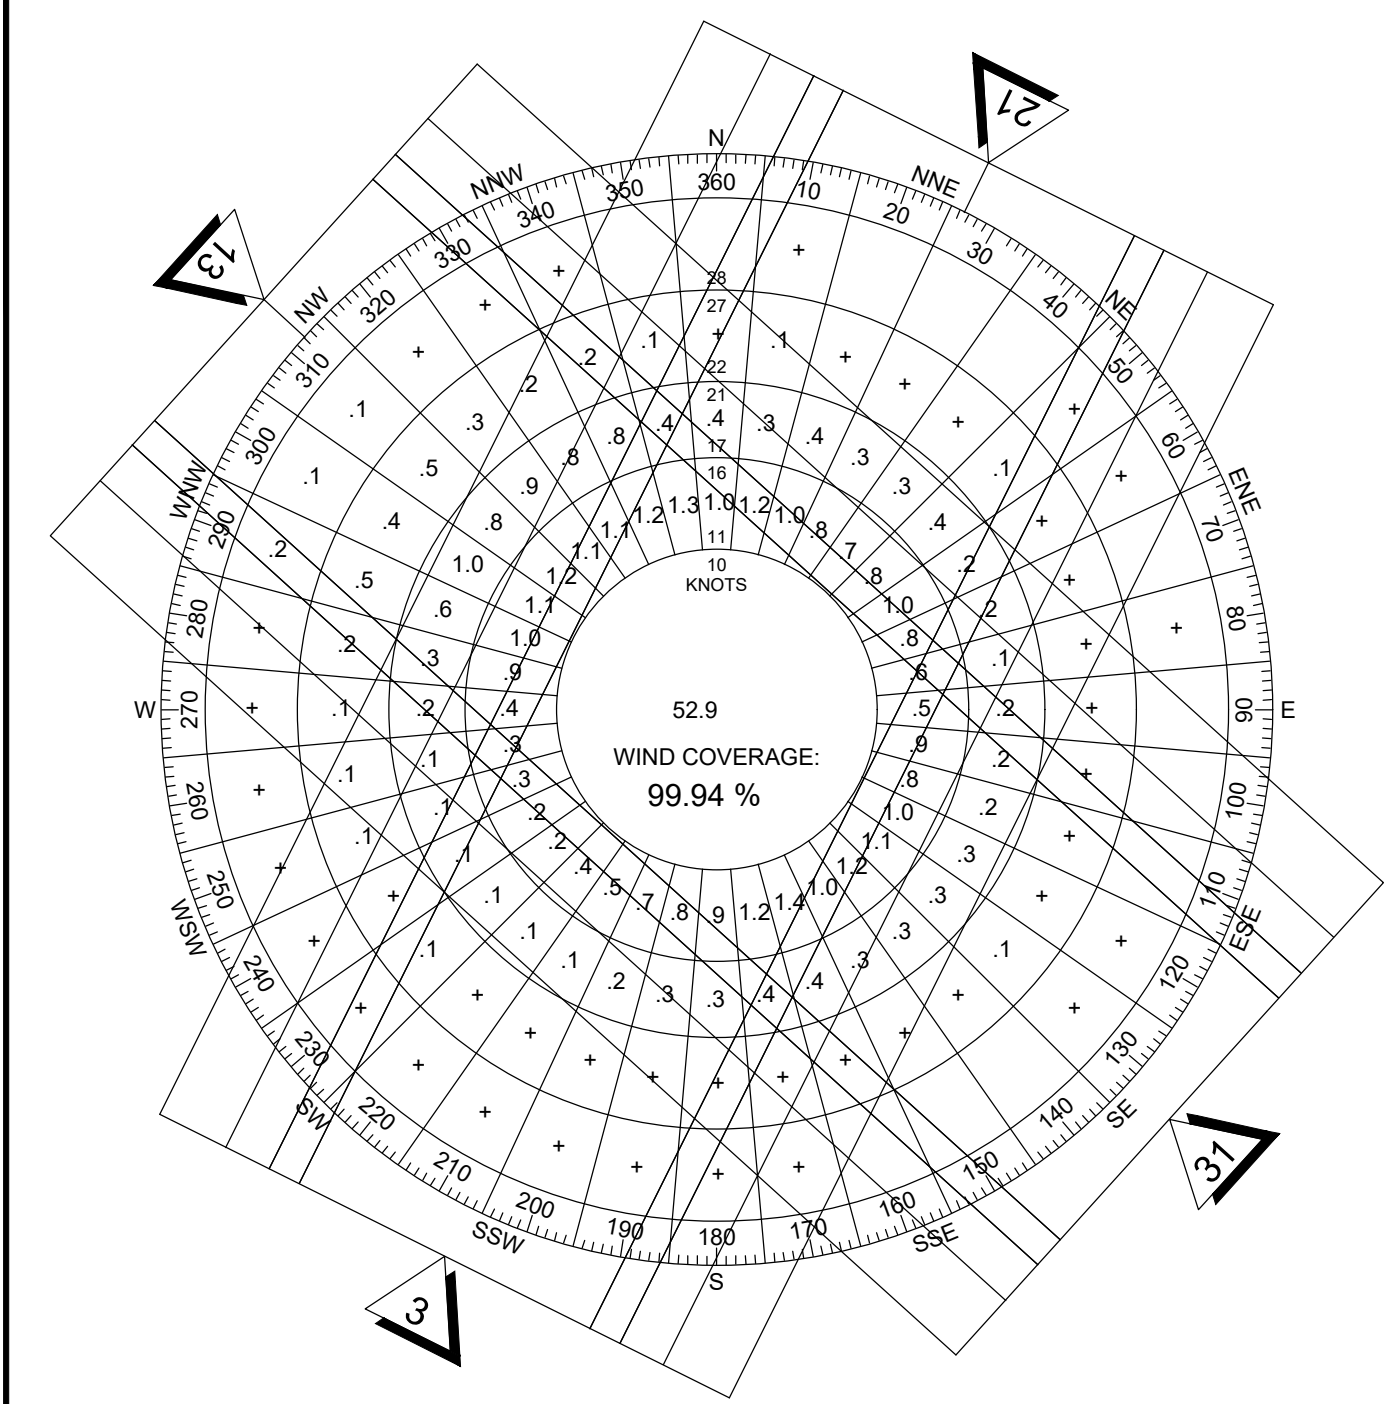 N
NNE
NE
ENE
E
ESE
SE
SSE
S
SSW
SW
WSW
W
WNW
NW
NNW
21
13
31
3
360
10
20
30
40
50
60
70
80
90
100
110
120
130
140
150
160
170
180
190
200
210
220
230
240
250
260
270
280
290
300
310
320
330
340
350
28
27
22
21
17
16
11
10
KNOTS
52.9
WIND COVERAGE:
99.94 %
+ + + + + + + + + + + + + + + + + + + + + + +
.1 .1 .2
+ .1 + + + .1 + + + + + + + + + + + + + + + + .1 + .1 .1 .1 .2 .5 .4 .5 .3 .2 .2 .1
.4 .3 .4 .3 .3 .4 .2 .2 .1 .2 .2 .2 .3 .3 .3 .3 .4 .4 .3 .3 .2 .1 .1 .1 .1 .1 .1 .2 .3 .6 1.0 .8 .9 .8 .8 .4
1.0 1.2 1.0 .8 7 .8 1.0 .8 .6 .5 .9 .8 1.0 1.1 1.2 1.0 1.4 1.2 9 .8 .7 .5 .4 .2 .2 .3 .3 .4 .9 1.0 1.1 1.2 1.1 1.1 1.2 1.3